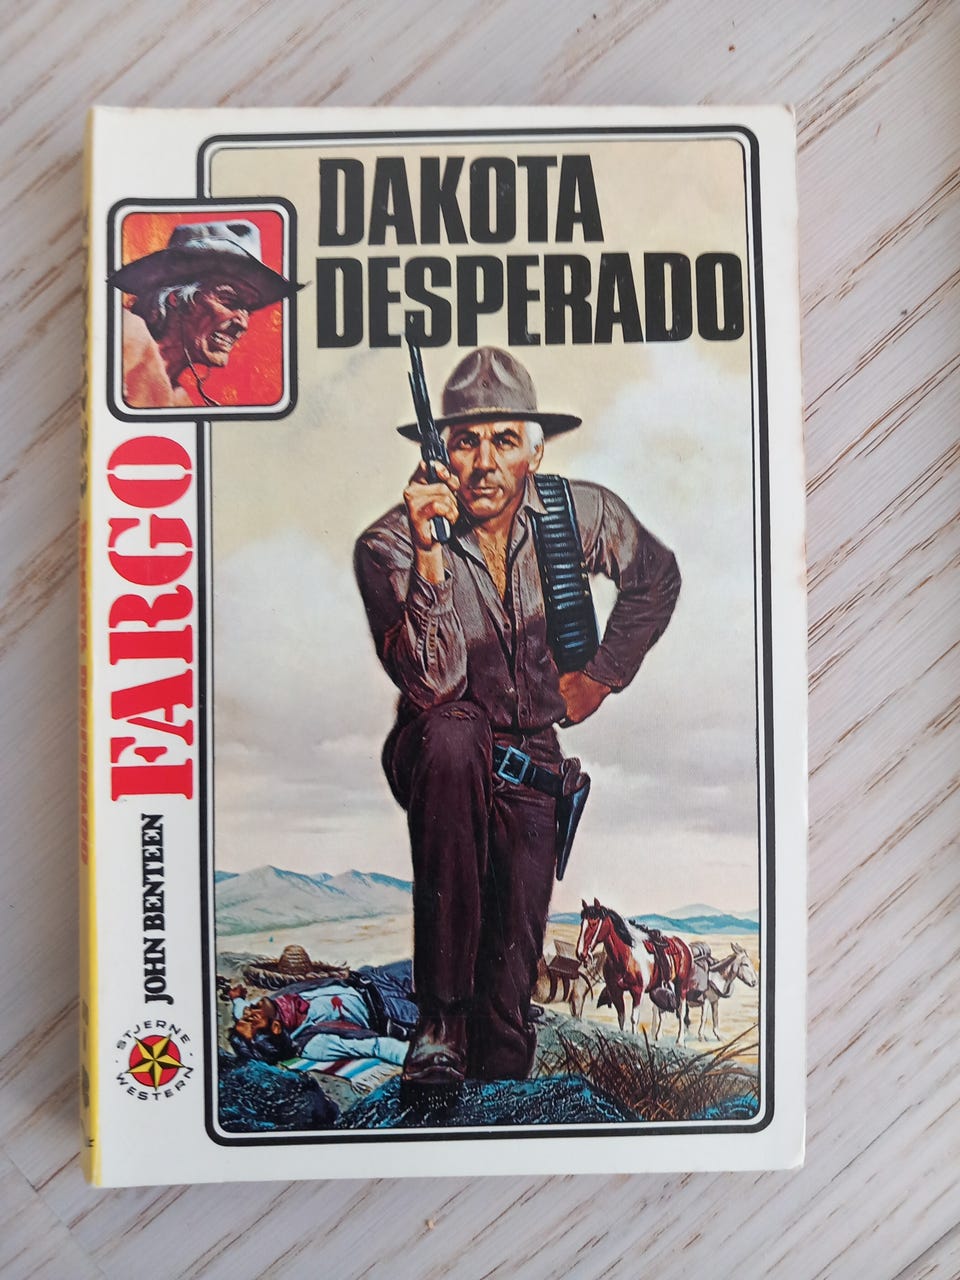 DAKOTA
DESPERADO
FARGO
JOHN BENTEEN
STJERNE
WESTERN